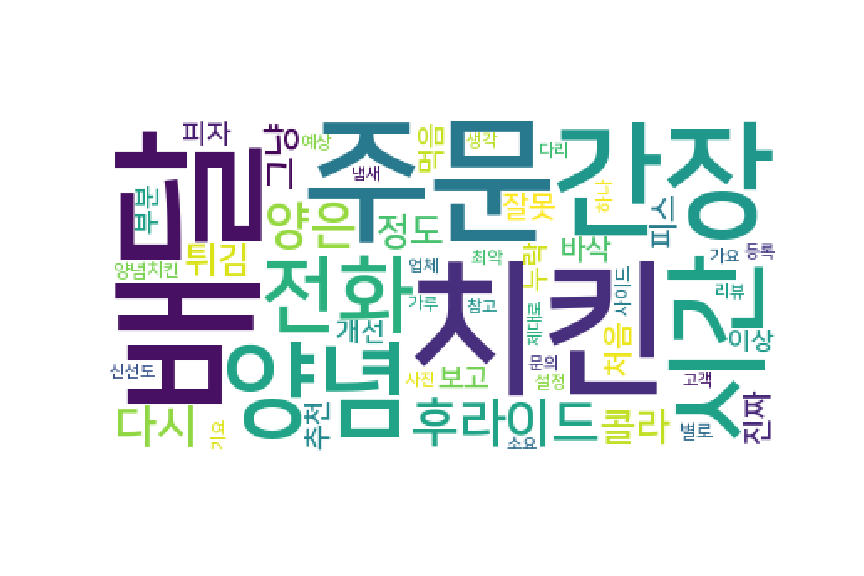 피자
그냥
예상
주문
먹음
생각
간장
다리
배달
냄새
부분
양은
정도
잘못
하나
피스
바삭
양념치킨
튀김
전화
업체
최악
누락
가요
등록
치킨
사이드
시간
리뷰
가루
참고
제대로
처음
개선
이상
신선도
양념
사진
보고
문의
설정
고객
다시
기요
추천
후라이드
소요
콜라
별로
진짜